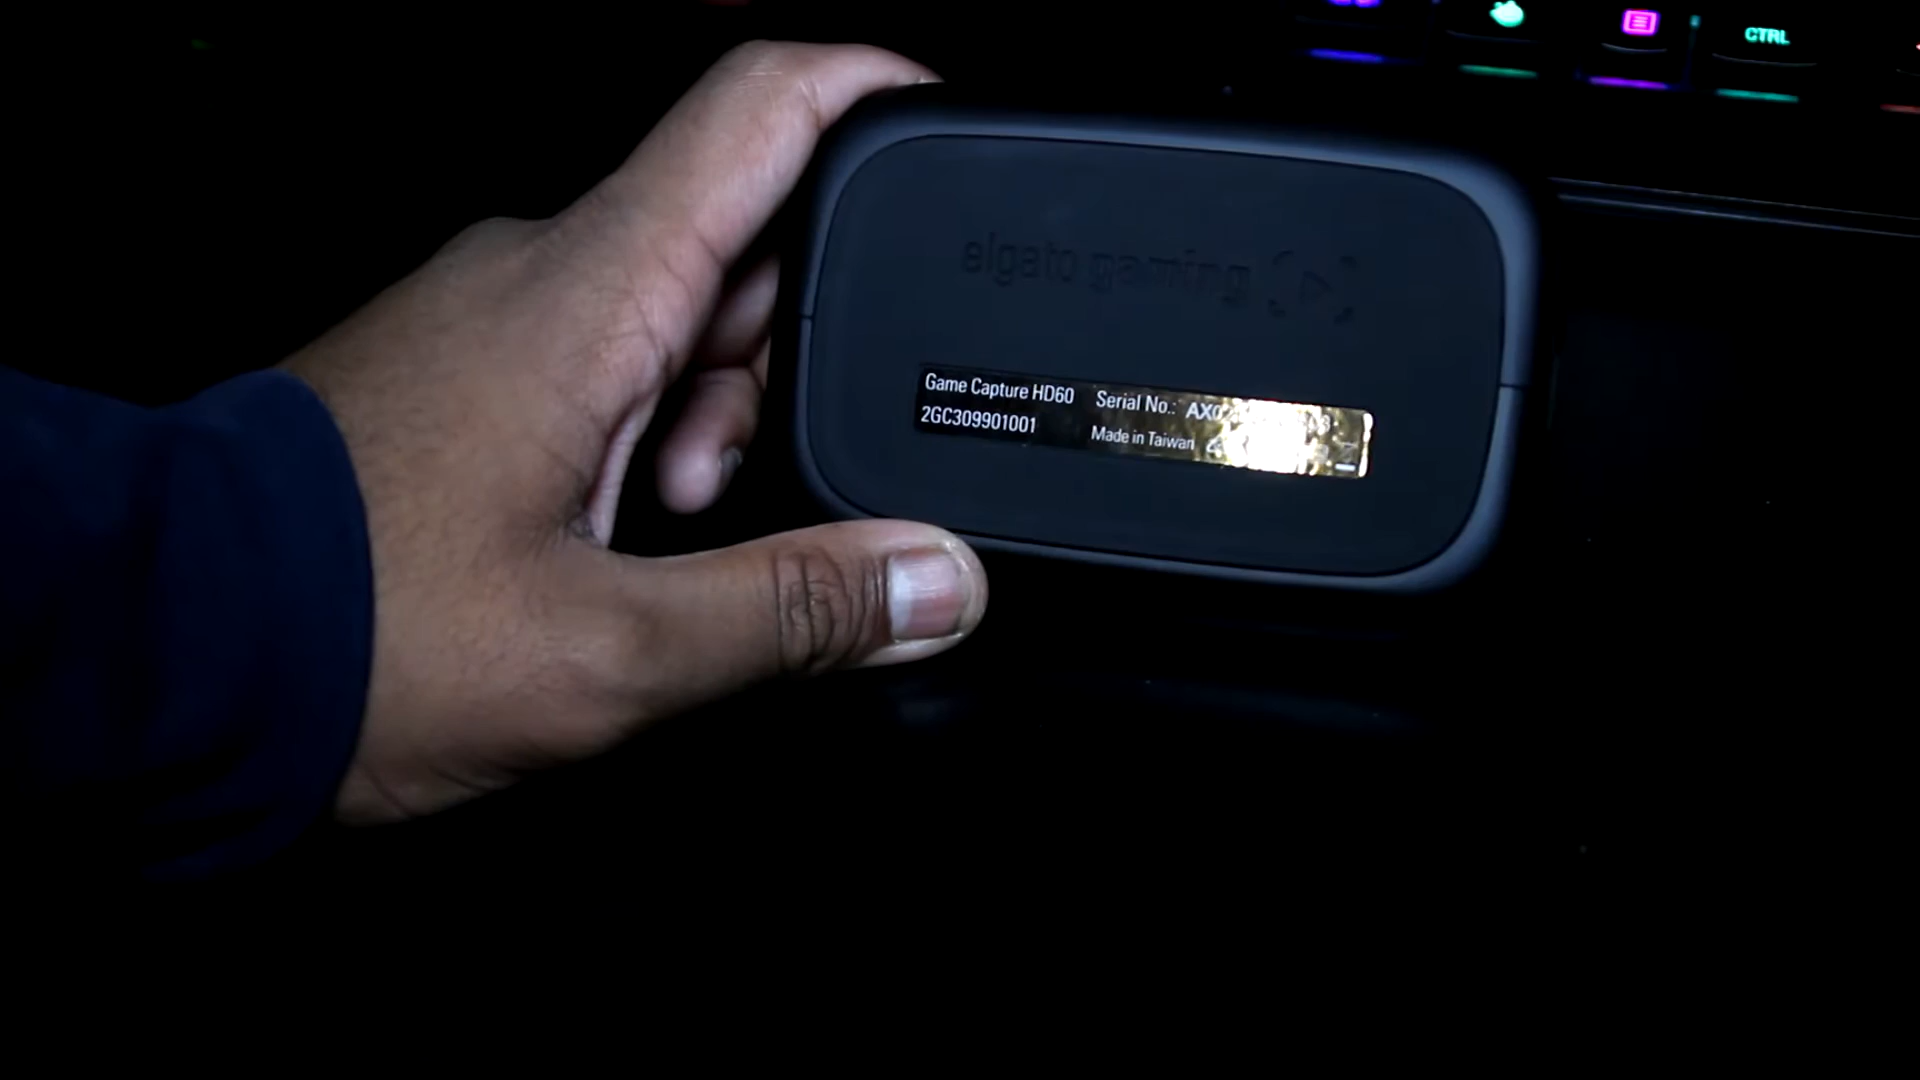 CTRL
elgato gaming
Game Capture HD60
2GC309901001
Serial No.:
Made in Taiwan